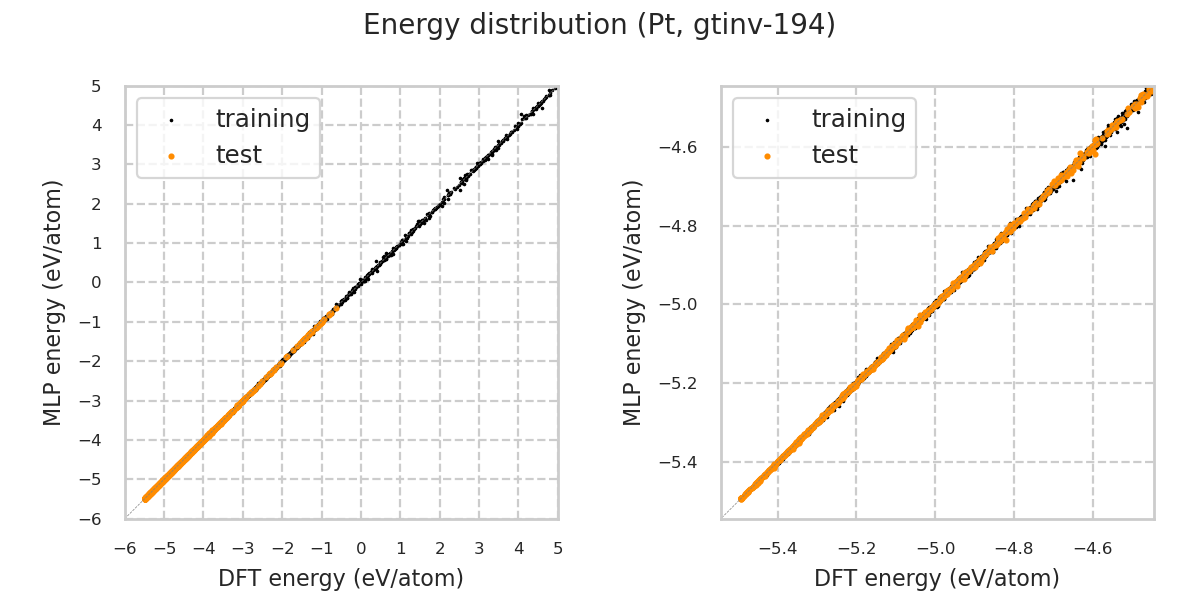 Energy distribution (Pt, gtinv-194)
training
test
MLP energy (eV/atom)
5
4
3
2
1
0
−1
−2
−3
−4
−5
−6
−6 −5 −4 −3 −2 −1 0 1 2 3 4 5
DFT energy (eV/atom)
training
test
MLP energy (eV/atom)
−4.6
−4.8
−5.0
−5.2
−5.4
−5.4 −5.2 −5.0 −4.8 −4.6
DFT energy (eV/atom)